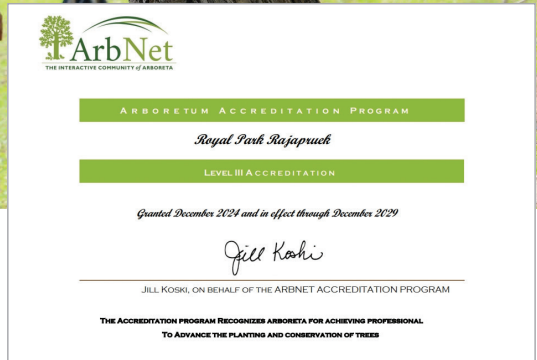 ArbNet
THE INTERACTIVE COMMUNITY of ARBORETA
ARBORETUM ACCREDITATION PROGRAM
Royal Park Rajapruek
LEVEL III ACCREDITATION
Granted December 2024 and in effect through December 2029
Jill Koski
JILL KOSKI, ON BEHALF OF THE ARBNET ACCREDITATION PROGRAM
THE ACCREDITATION PROGRAM RECOGNIZES ARBORETA FOR ACHIEVING PROFESSIONAL
TO ADVANCE THE PLANTING AND CONSERVATION OF TREES